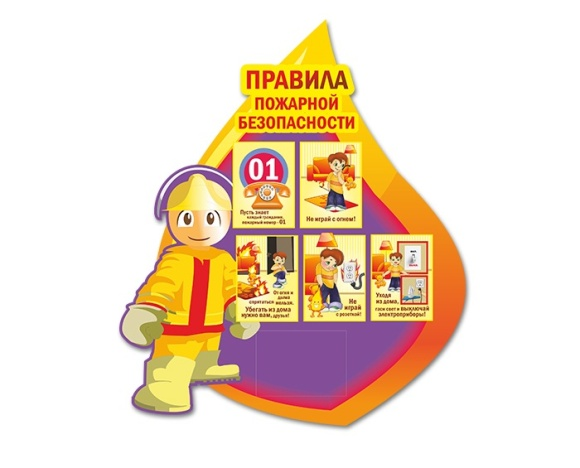 ПРАВИЛА
ПОЖАРНОЙ
БЕЗОПАСНОСТИ
01
Пусть знает
каждый гражданин,
пожарный номер -01
Не играй с огнем!
От огня и
дыма
спрятаться
нельзя.
Убегать из дома
нужно вам, друзья!
Не
играй
с розеткой!
Уходя
из дома,
гаси свет и выключай
электроприборы!